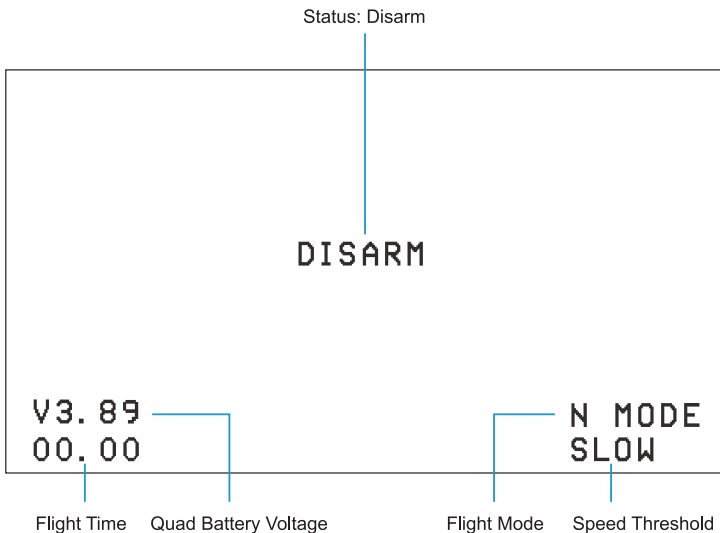 Status: Disarm
DISARM
V3.89
00.00
N MODE
SLOW
Flight Time
Quad Battery Voltage
Flight Mode
Speed Threshold